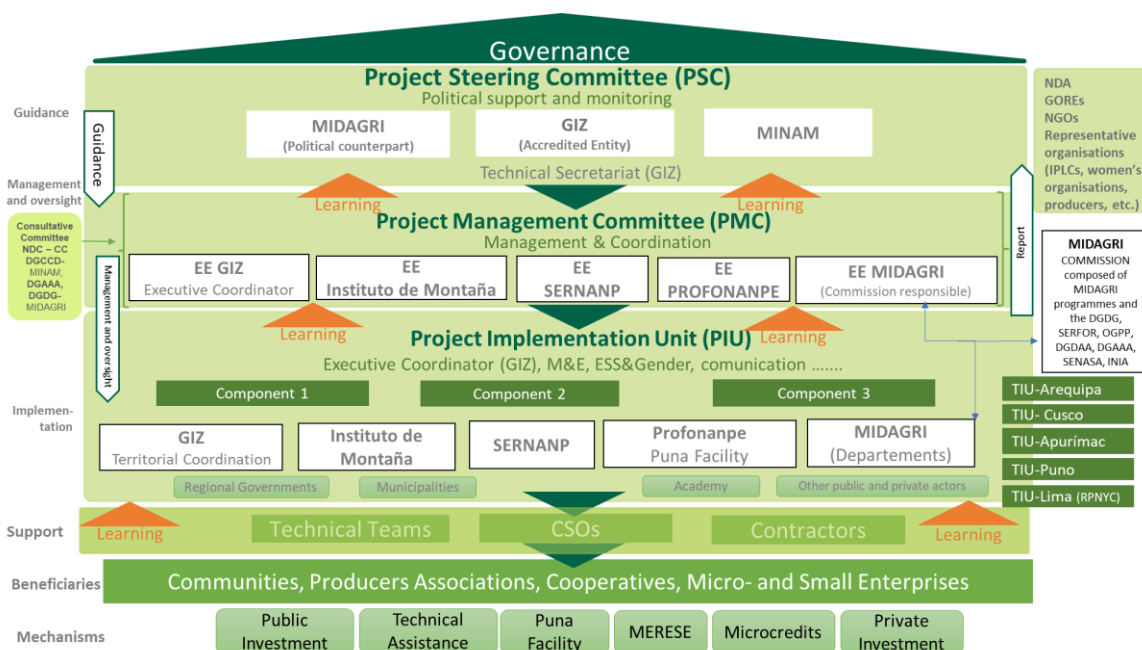 Governance
Project Steering Committee (PSC)
Political support and monitoring
Guidance
Guidance
MIDAGRI
(Political counterpart)
GIZ
(Accredited Entity)
MINAM
Technical Secretariat (GIZ)
NDA
GOREs
NGOs
Representative
organisations
(IPLCs, women's
organisations,
producers, etc.)
Management
and oversight
Learning
Learning
Project Management Committee (PMC)
Management & Coordination
Consultative
Committee
NDC – CC
DGCCD-
MINAM;
DGAAA,
DGDG-
MIDAGRI
Report
EE GIZ
Executive Coordinator
EE
Instituto de Montaña
EE
SERNANP
EE
PROFONANPE
EE MIDAGRI
(Commission responsible)
MIDAGRI
COMMISSION
composed of
MIDAGRI
programmes and
the DGDG,
SERFOR, OGPP,
DGDAA, DGAAA,
SENASA, INIA
Management and oversight
Learning
Learning
Project Implementation Unit (PIU)
Executive Coordinator (GIZ), M&E, ESS&Gender, comunication …….
Component 1
Component 2
Component 3
Implemen-
tation
GIZ
Territorial Coordination
Instituto de
Montaña
SERNANP
Profonanpe
Puna Facility
MIDAGRI
(Departements)
Regional Governments
Municipalities
Academy
Other public and private actors
TIU-Arequipa
TIU- Cusco
TIU-Apurímac
TIU-Puno
TIU-Lima (RPNYC)
Support
Learning
Technical Teams
CSOs
Contractors
Learning
Beneficiaries
Communities, Producers Associations, Cooperatives, Micro- and Small Enterprises
Mechanisms
Public
Investment
Technical
Assistance
Puna
Facility
MERESE
Microcredits
Private
Investment